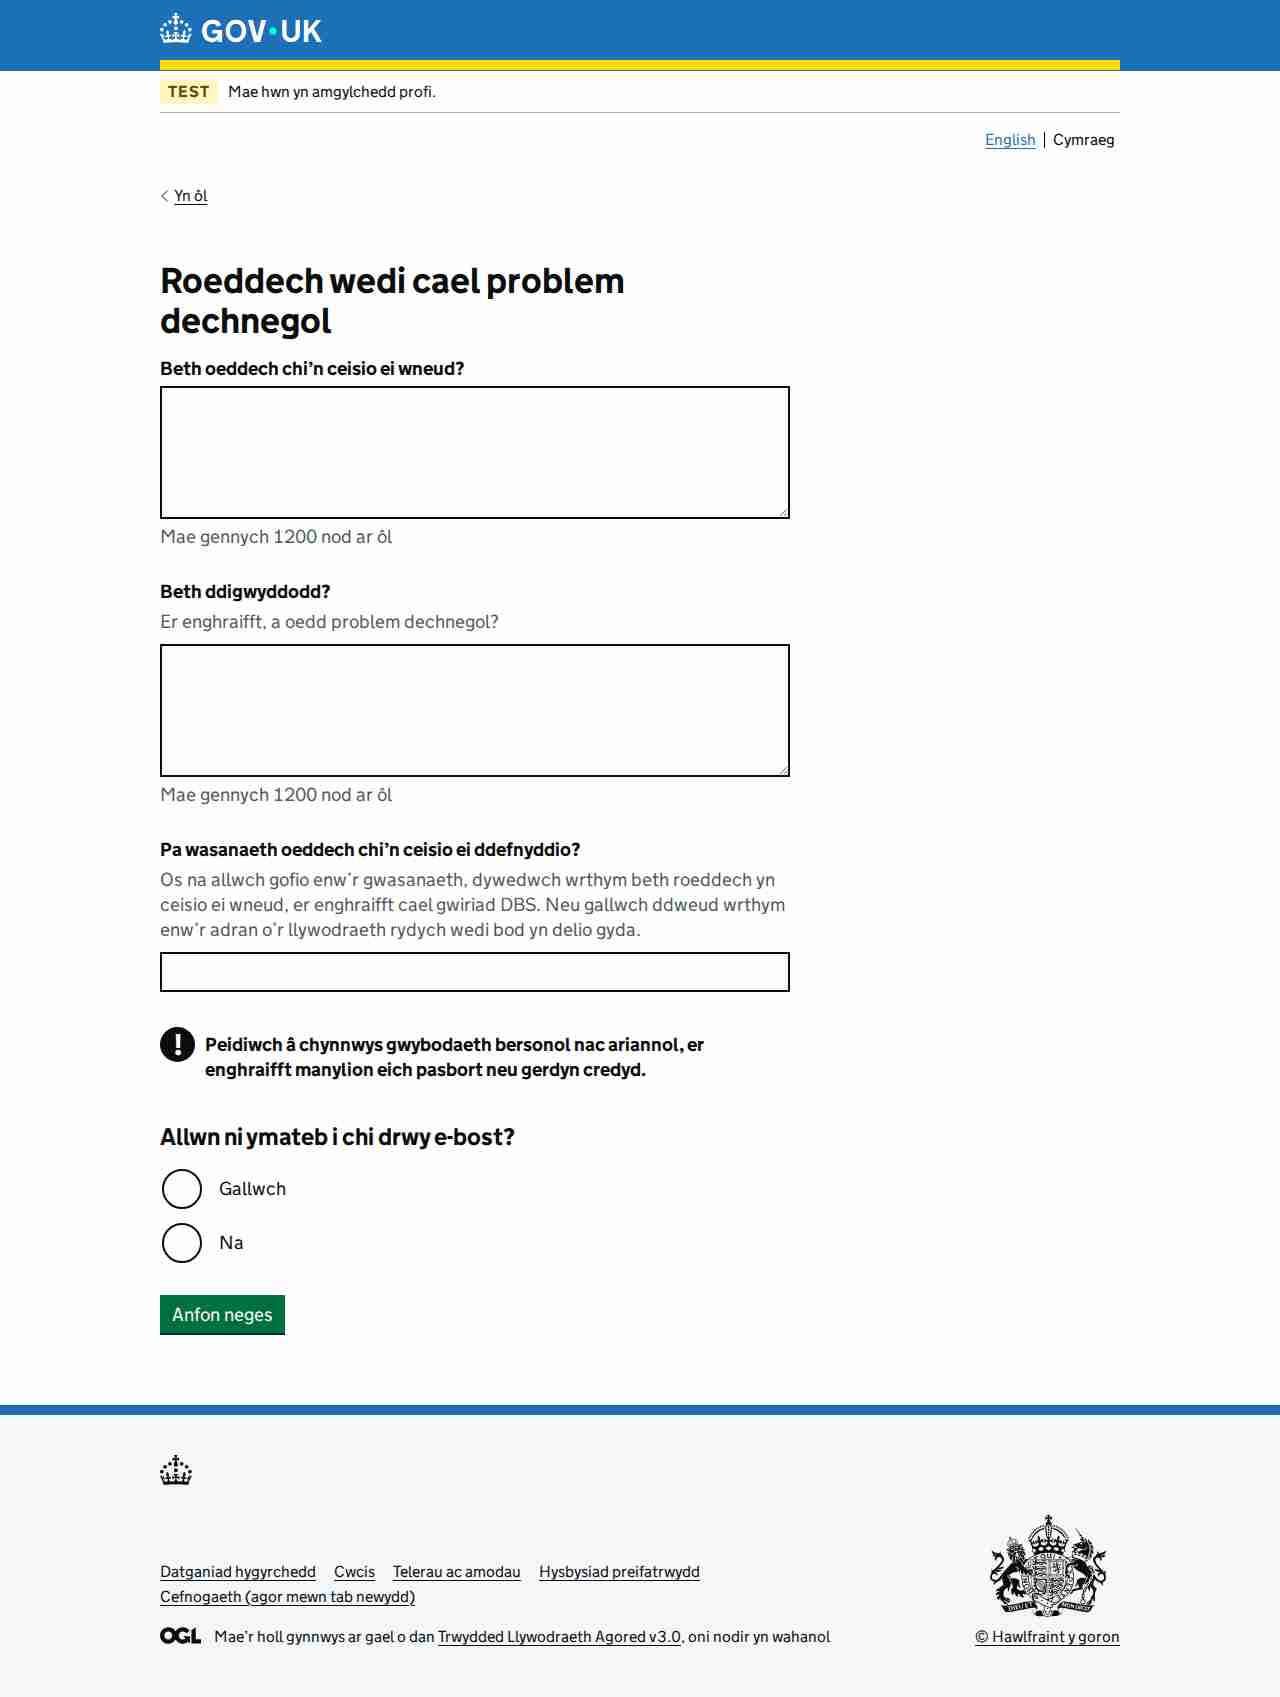 GOV·UK
TEST Mae hwn yn amgylchedd profi.
English Cymraeg
Yn ôl
Roeddech wedi cael problem
dechnegol
Beth oeddech chi’n ceisio ei wneud?
Mae gennych 1200 nod ar ôl
Beth ddigwyddodd?
Er enghraifft, a oedd problem dechnegol?
Mae gennych 1200 nod ar ôl
Pa wasanaeth oeddech chi’n ceisio ei ddefnyddio?
Os na allwch gofio enw’r gwasanaeth, dywedwch wrthym beth roeddech yn
ceisio ei wneud, er enghraifft cael gwiriad DBS. Neu gallwch ddweud wrthym
enw’r adran o’r llywodraeth rydych wedi bod yn delio gyda.
! Peidiwch â chynnwys gwybodaeth bersonol nac ariannol, er
enghraifft manylion eich pasbort neu gerdyn credyd.
Allwn ni ymateb i chi drwy e-bost?
Gallwch
Na
Anfon neges
Datganiad hygyrchedd Cwcis Telerau ac amodau Hysbysiad preifatrwydd
Cefnogaeth (agor mewn tab newydd)
OGL Mae’r holl gynnwys ar gael o dan Trwydded Llywodraeth Agored v3.0, oni nodir yn wahanol
© Hawlfraint y goron